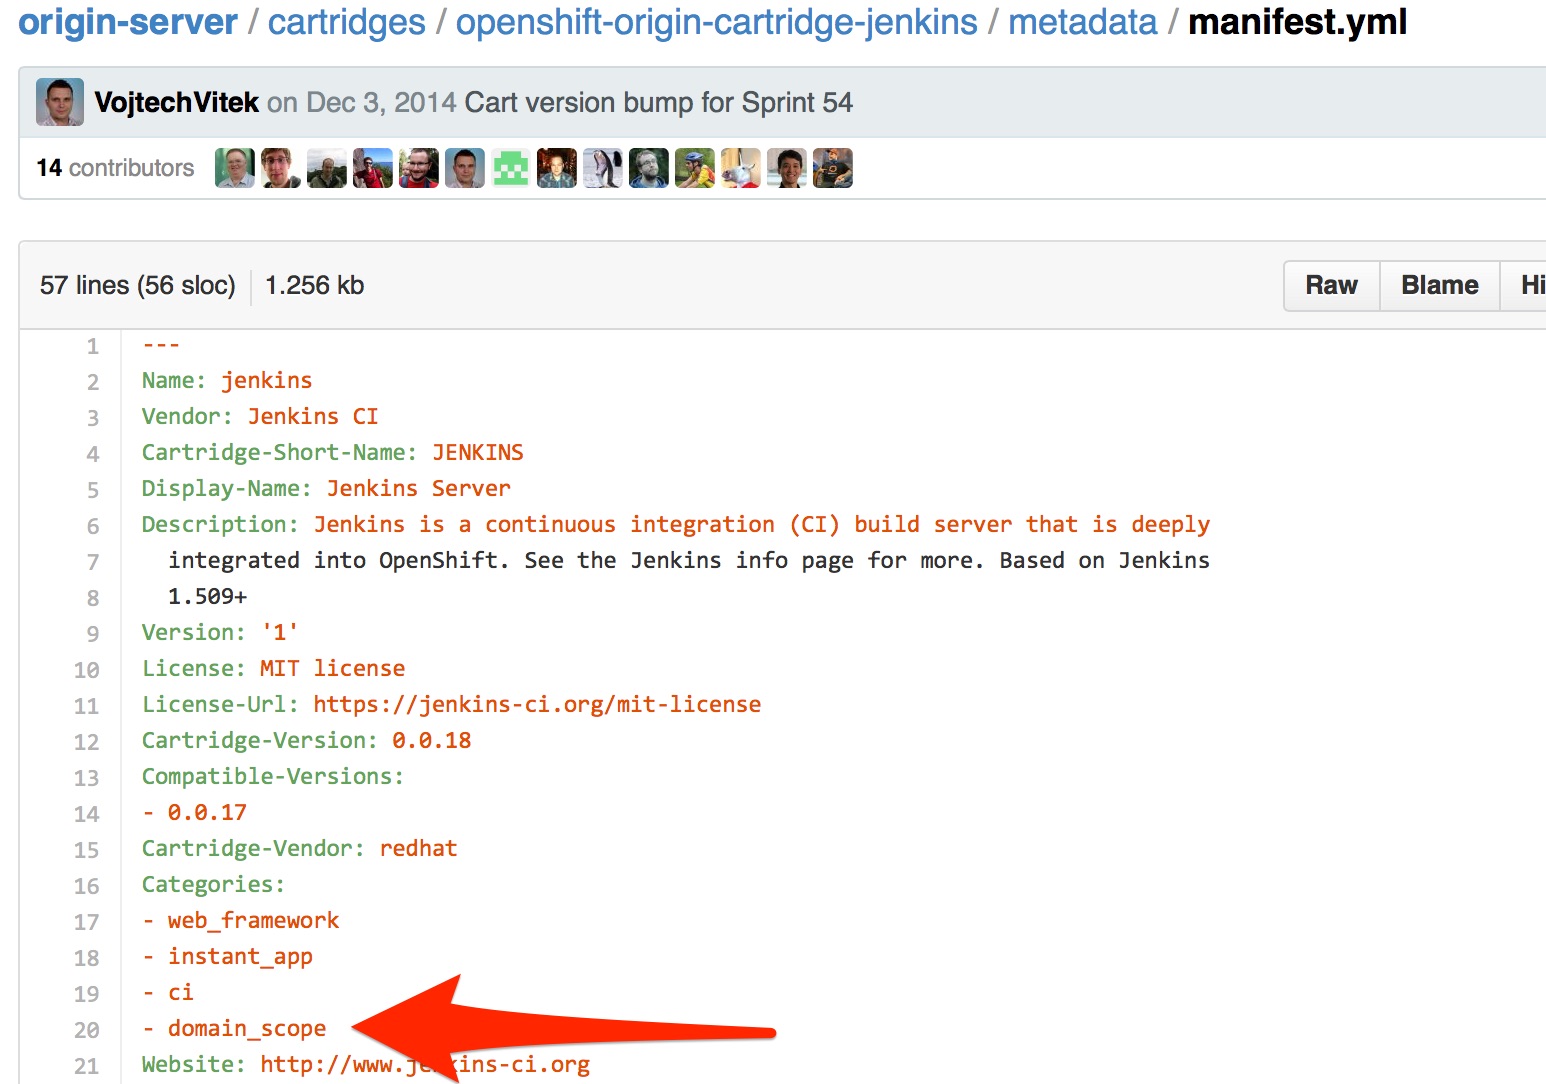 origin-server / cartridges / openshift-origin-cartridge-jenkins / metadata / manifest.yml
VojtechVitek on Dec 3, 2014 Cart version bump for Sprint 54
14 contributors
57 lines (56 sloc) 1.256 kb Raw Blame Hi
1 ---
2 Name: jenkins
3 Vendor: Jenkins CI
4 Cartridge-Short-Name: JENKINS
5 Display-Name: Jenkins Server
6 Description: Jenkins is a continuous integration (CI) build server that is deeply
7 integrated into OpenShift. See the Jenkins info page for more. Based on Jenkins
8 1.509+
9 Version: '1'
10 License: MIT license
11 License-Url: https://jenkins-ci.org/mit-license
12 Cartridge-Version: 0.0.18
13 Compatible-Versions:
14 - 0.0.17
15 Cartridge-Vendor: redhat
16 Categories:
17 - web_framework
18 - instant_app
19 - ci
20 - domain_scope
21 Website: http://www.jenkins-ci.org